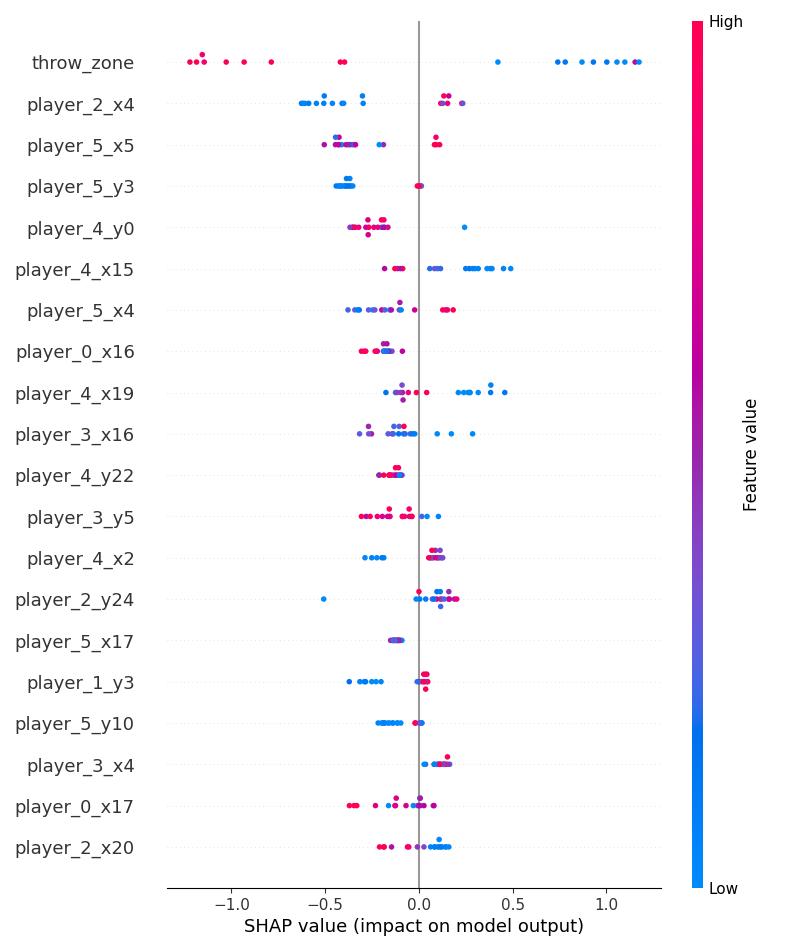 High
throw_zone
player_2_x4
player_5_x5
player_5_y3
player_4_y0
player_4_x15
player_5_x4
player_0_x16
player_4_x19
player_3_x16
player_4_y22
player_3_y5
player_4_x2
player_2_y24
player_5_x17
player_1_y3
player_5_y10
player_3_x4
player_0_x17
player_2_x20
Feature value
Low
−1.0 −0.5 0.0 0.5 1.0
SHAP value (impact on model output)